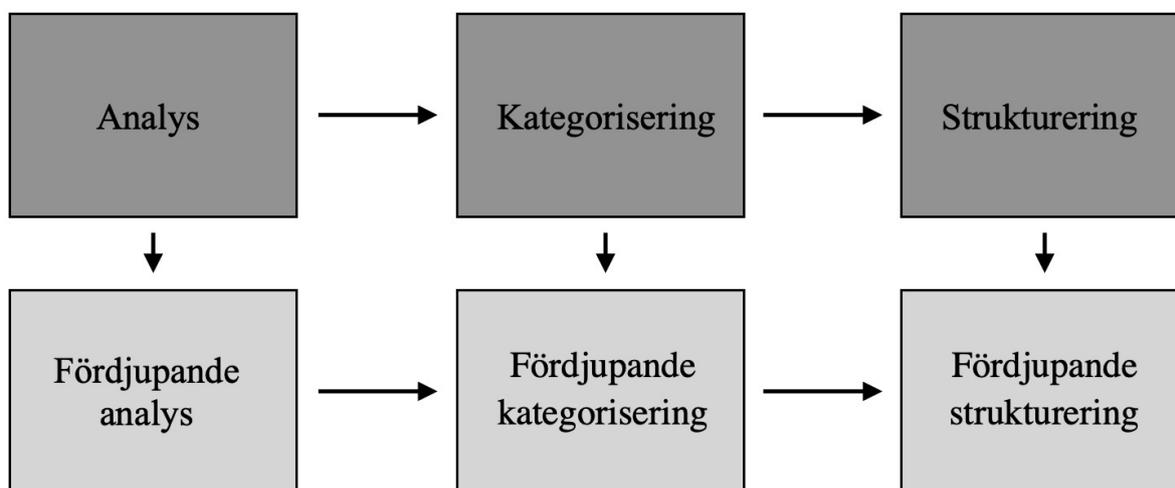 Analys
Kategorisering
Strukturering
Fördjupande
analys
Fördjupande
kategorisering
Fördjupande
strukturering